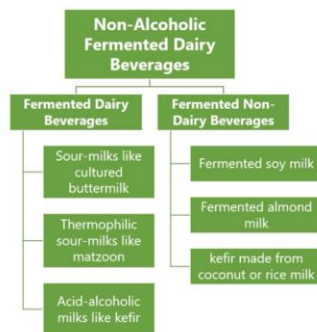 Non-Alcoholic
Fermented Dairy
Beverages
Fermented Dairy
Beverages
Sour-milks like
cultured
buttermilk
Thermophilic
sour-milks like
matzoon
Acid-alcoholic
milks like kefir
Fermented Non-
Dairy Beverages
Fermented soy milk
Fermented almond
milk
kefir made from
coconut or rice milk